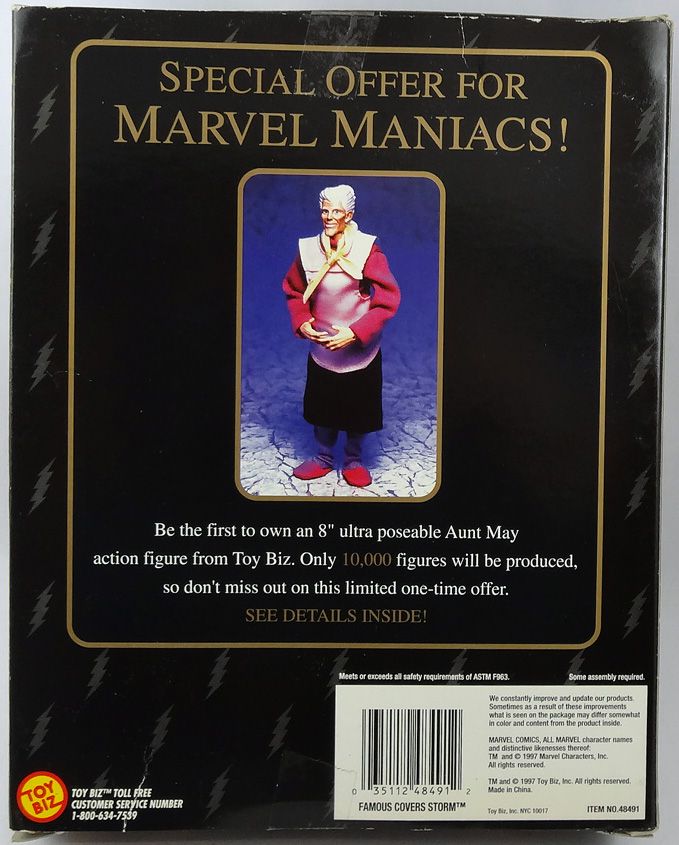 SPECIAL OFFER FOR
MARVEL MANIACS!
Be the first to own an 8" ultra poseable Aunt May
action figure from Toy Biz. Only 10,000 figures will be produced,
so don't miss out on this limited one-time offer.
SEE DETAILS INSIDE!
Meets or exceeds all safety requirements of ASTM F963.
Some assembly required.
We constantly improve and update our products.
Sometimes as a result of these improvements
what is seen on the package may differ somewhat
in color and content from the product inside.
MARVEL COMICS, ALL MARVEL character names
and distinctive likenesses thereof:
TM and © 1997 Marvel Characters, Inc.
All rights reserved.
TM and © 1997 Toy Biz, Inc. All rights reserved.
Made in China.
Toy Biz, Inc. NYC 10017
ITEM NO.48491
0 35112 48491 2
FAMOUS COVERS STORM™
TOY BIZ
TOY BIZ™ TOLL FREE
CUSTOMER SERVICE NUMBER
1-800-634-7539